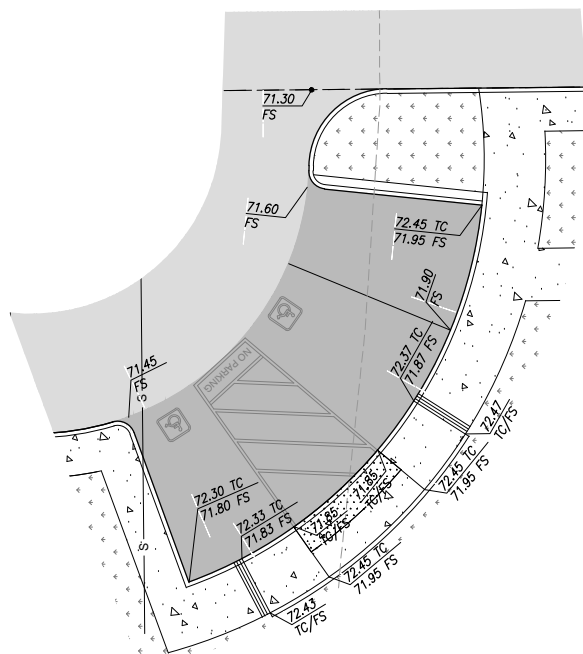 71.30
FS
71.60
72.45 TC
71.95 FS
71.90
FS
72.37 TC
71.87 FS
71.45
FS
S
NO PARKING
72.47
TC/FS
72.45 TC
71.95 FS
71.85
TC/FS
71.85
TC/FS
72.30 TC
71.80 FS
72.33 TC
71.83 FS
72.45 TC
71.95 FS
72.43
TC/FS
S